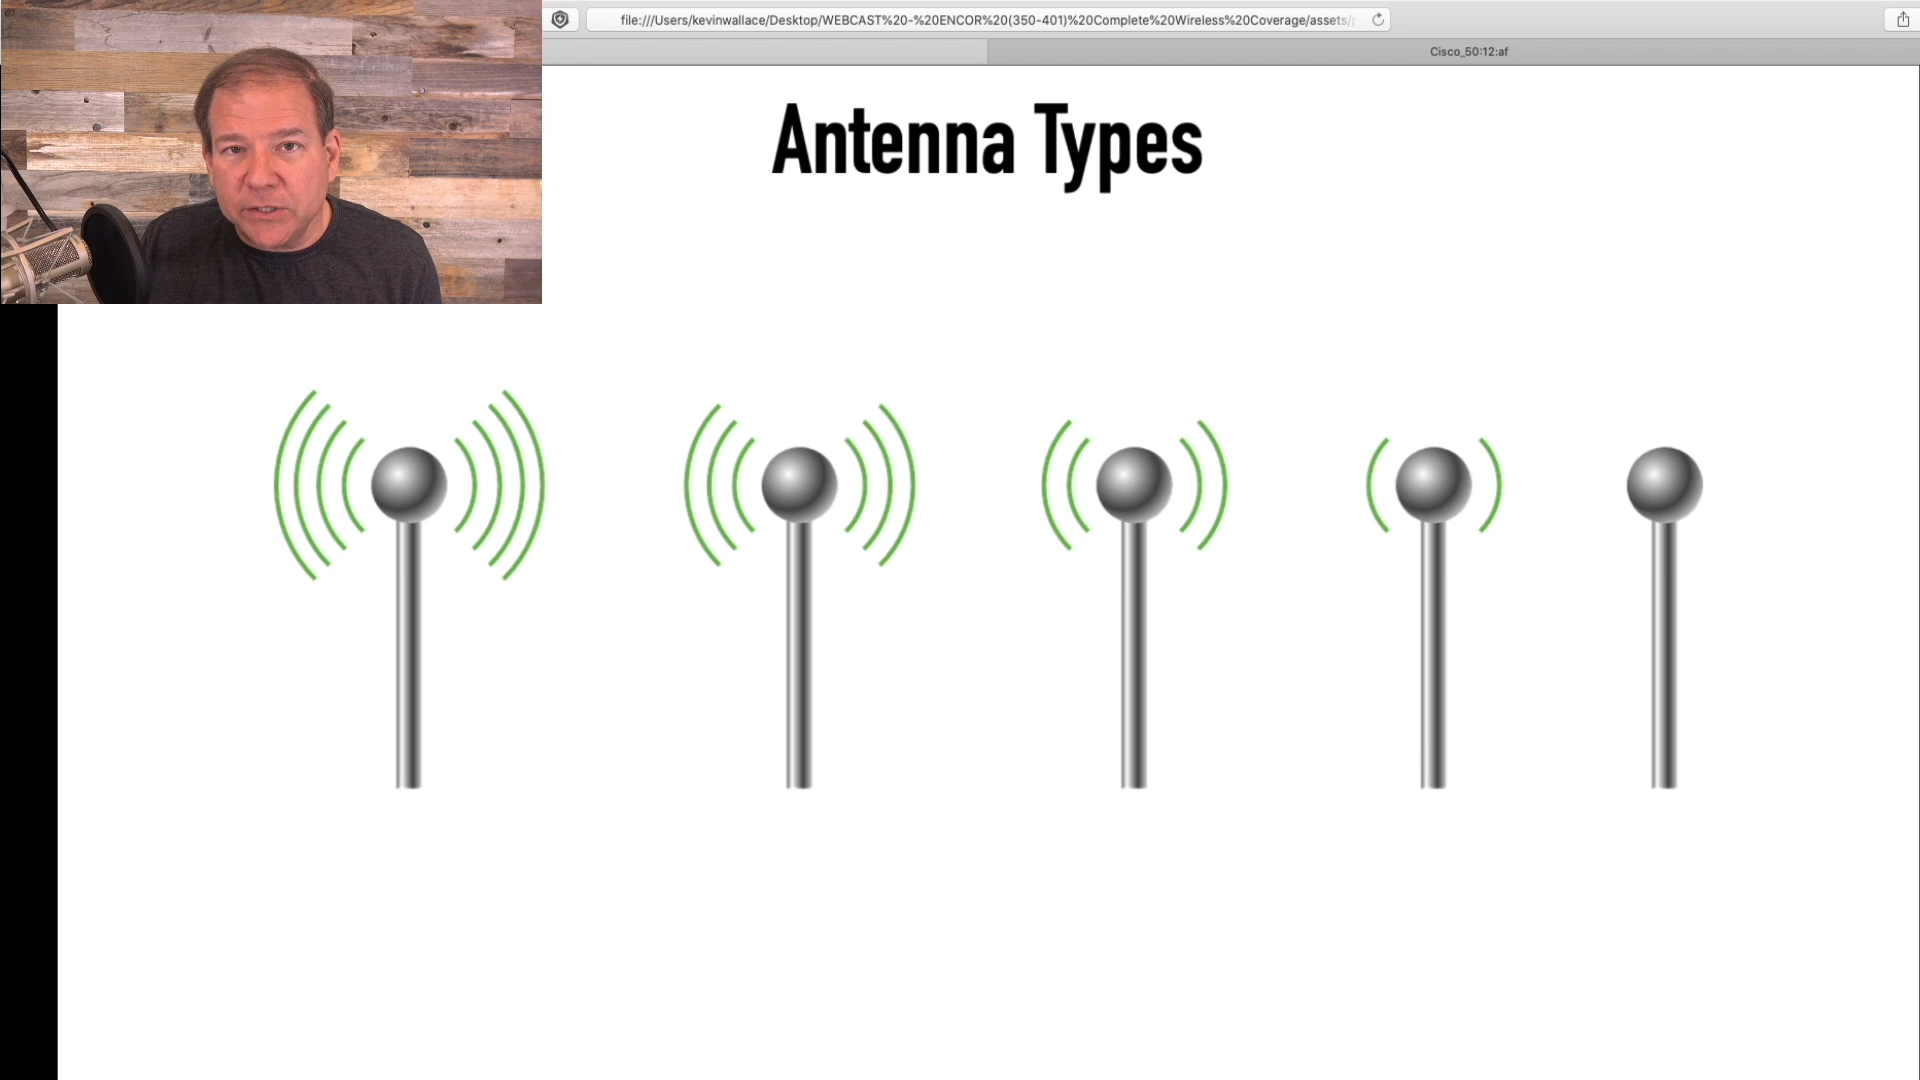 file:///Users/kevinwallace/Desktop/WEBCAST%20-%20ENCOR%20(350-401)%20Complete%20Wireless%20Coverage/assets/
Cisco_50:12:af
Antenna Types